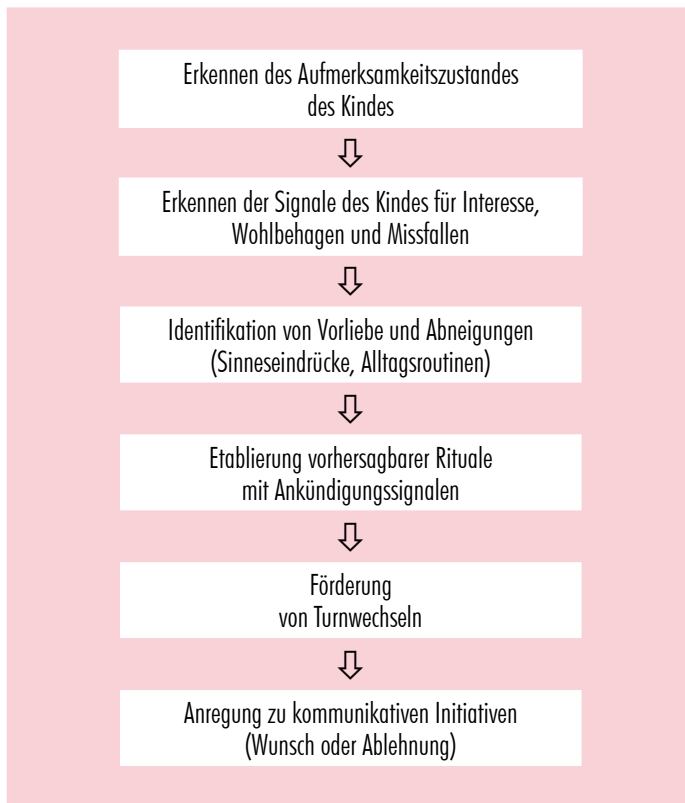 Erkennen des Aufmerksamkeitszustandes
des Kindes
Erkennen der Signale des Kindes für Interesse,
Wohlbehagen und Missfallen
Identifikation von Vorliebe und Abneigungen
(Sinneseindrücke, Alltagsroutinen)
Etablierung vorhersagbarer Rituale
mit Ankündigungssignalen
Förderung
von Turnwechseln
Anregung zu kommunikativen Initiativen
(Wunsch oder Ablehnung)